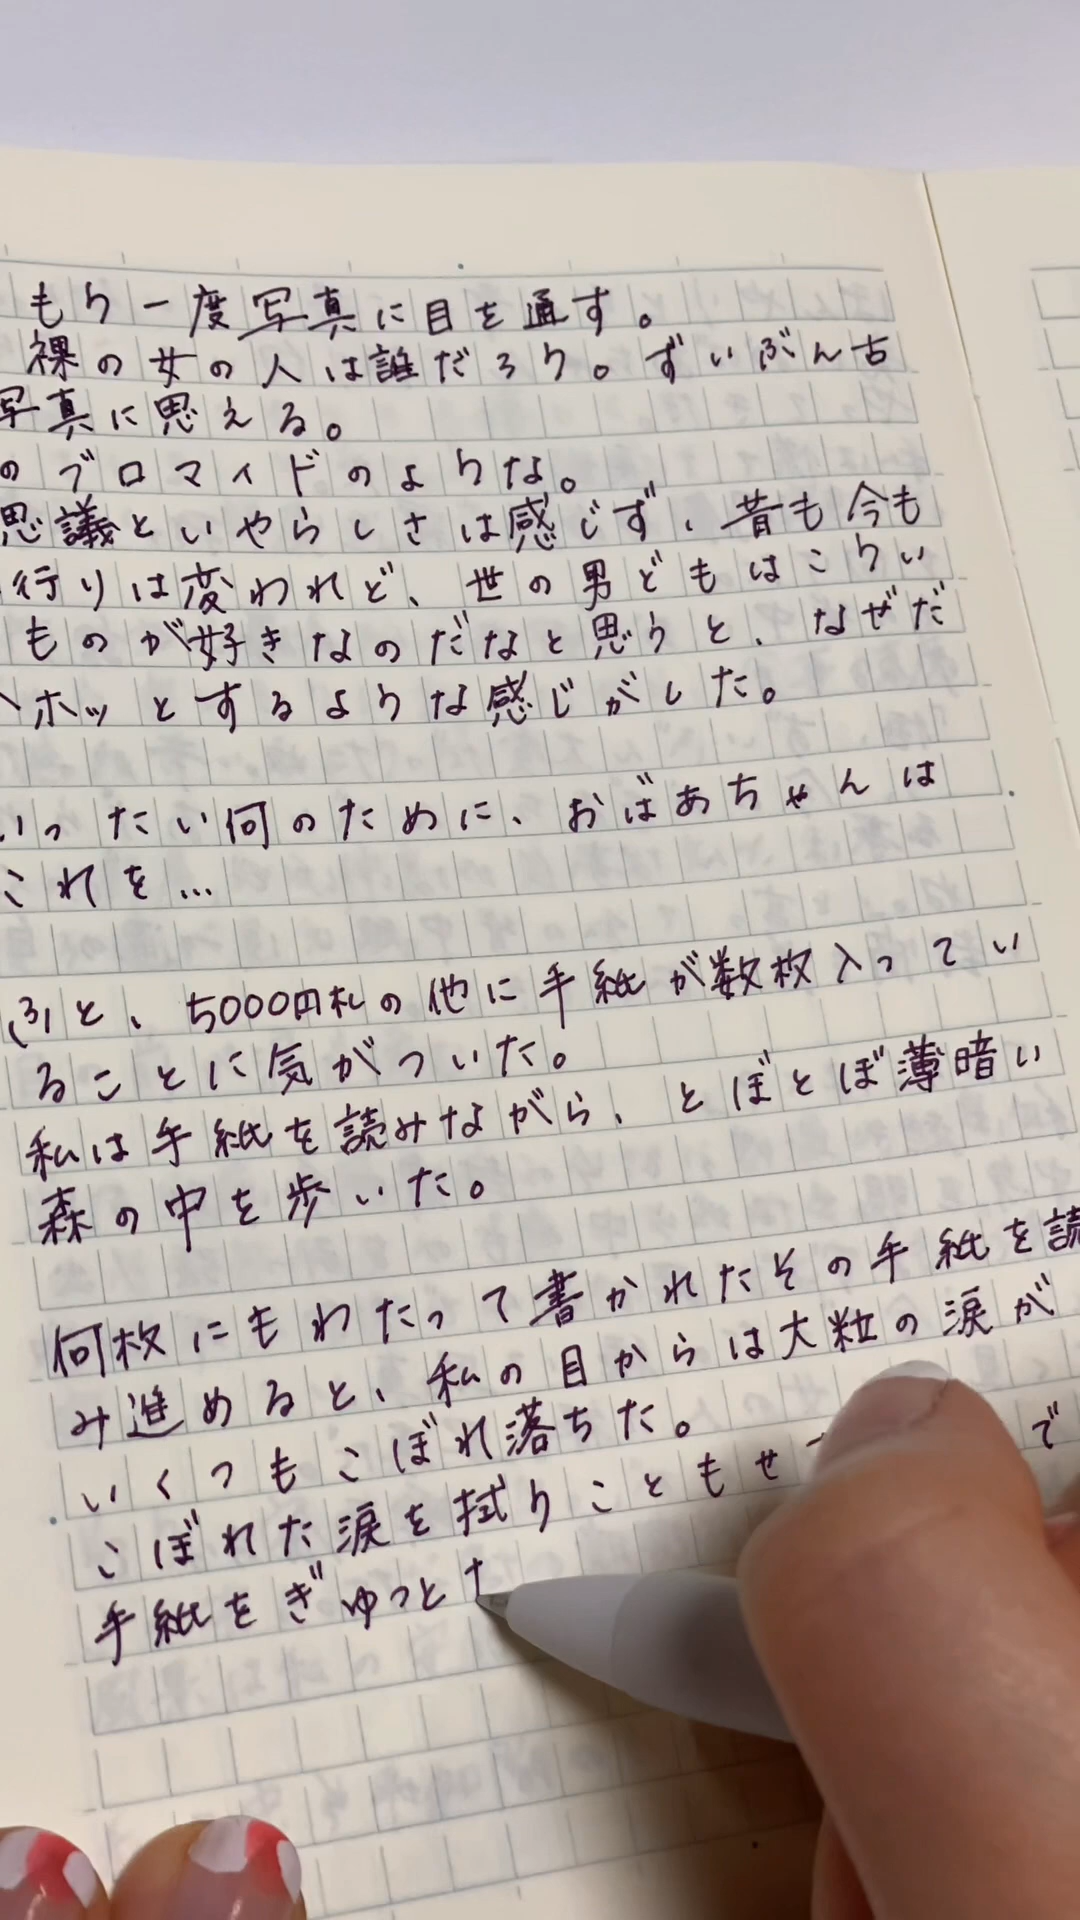 もう一度写真に目を通す。
裸の女の人は誰だろう。ずいぶん古
写真に思える。
のブロマイドのような。
思議といやらしさは感じず、昔も今も
行りは変われど、世の男どもはこうい
ものが好きなのだなと思うと、なぜだ
ホッとするような感じがした。
いったい何のために、おばあちゃんは
これを…
ふと、5000円札の他に手紙が数枚入ってい
ることに気がついた。
私は手紙を読みながら、とぼとぼ薄暗い
森の中を歩いた。
何枚にもわたって書かれたその手紙を読
み進めると、私の目からは大粒の涙が
いくつもこぼれ落ちた。
こぼれた涙を拭うこともせ で
手紙をぎゅっと